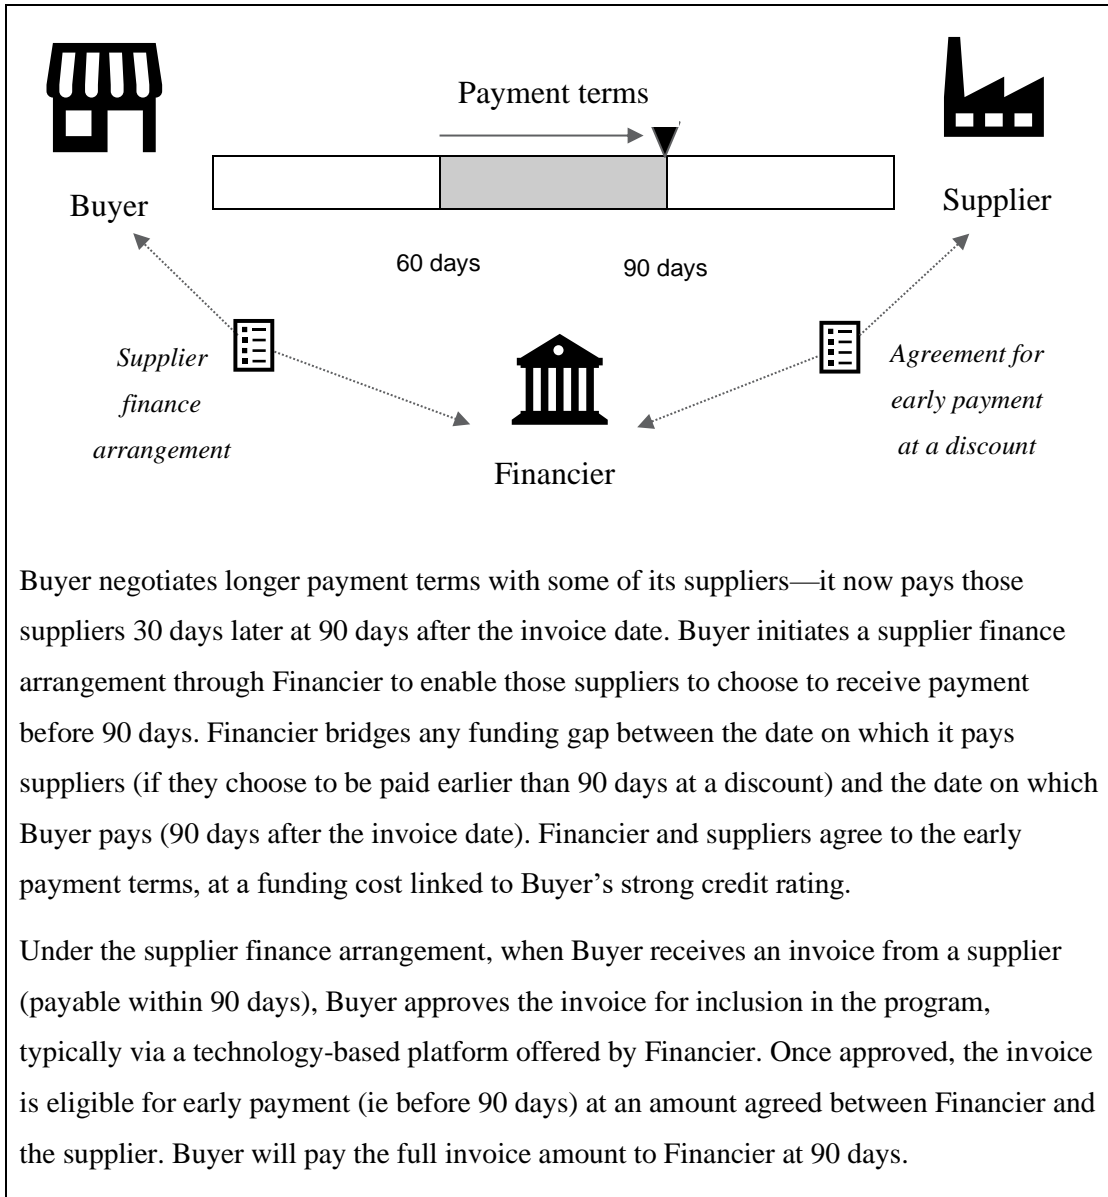 Payment terms
Buyer
Supplier
60 days
90 days
Supplier
finance
arrangement
Agreement for
early payment
at a discount
Financier
Buyer negotiates longer payment terms with some of its suppliers—it now pays those
suppliers 30 days later at 90 days after the invoice date. Buyer initiates a supplier finance
arrangement through Financier to enable those suppliers to choose to receive payment
before 90 days. Financier bridges any funding gap between the date on which it pays
suppliers (if they choose to be paid earlier than 90 days at a discount) and the date on which
Buyer pays (90 days after the invoice date). Financier and suppliers agree to the early
payment terms, at a funding cost linked to Buyer’s strong credit rating.
Under the supplier finance arrangement, when Buyer receives an invoice from a supplier
(payable within 90 days), Buyer approves the invoice for inclusion in the program,
typically via a technology-based platform offered by Financier. Once approved, the invoice
is eligible for early payment (ie before 90 days) at an amount agreed between Financier and
the supplier. Buyer will pay the full invoice amount to Financier at 90 days.